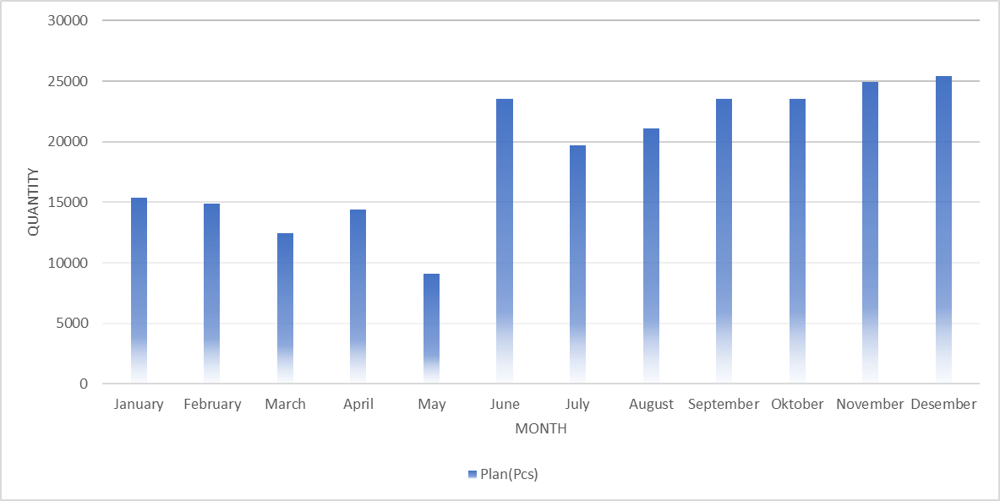 30000
25000
20000
15000
10000
5000
0
QUANTITY
January February March April May June July August September Oktober November Desember
MONTH
Plan(Pcs)